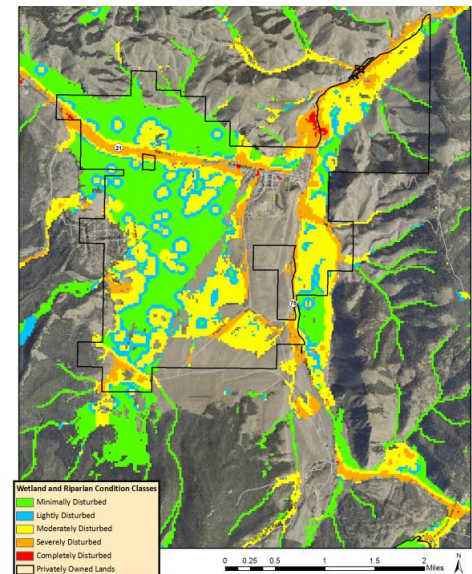 21
73
Wetland and Riparian Condition Classes
Minimally Disturbed
Lightly Disturbed
Moderately Disturbed
Severely Disturbed
Completely Disturbed
Privately Owned Lands
0 0.25 0.5 1 1.5 2
Miles
N